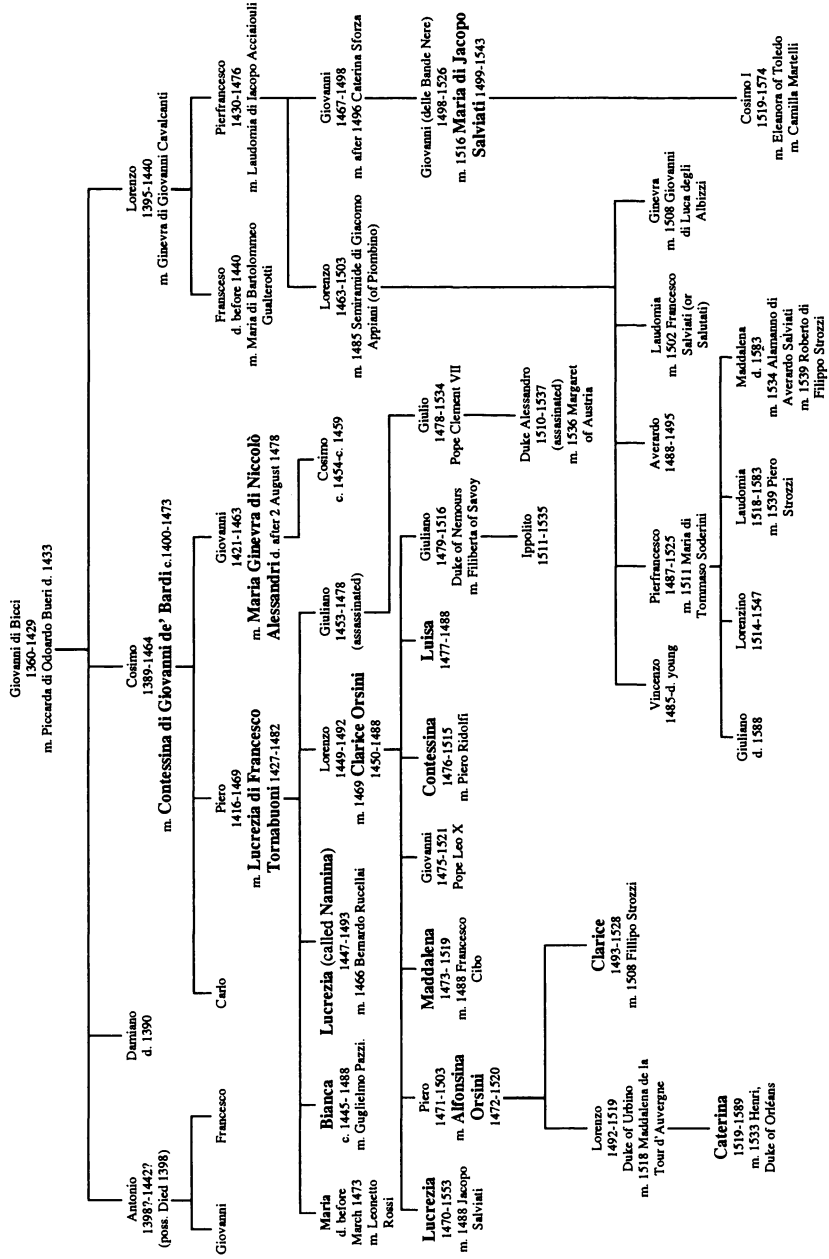 Giovanni di Bicci
1360-1429
m. Piccarda di Odoardo Bueri d. 1433
Antonio
1398?-1442?
(poss. Died 1398)
Damiano
d. 1390
Cosimo
1389-1464
m. Contessina di Giovanni de' Bardi c.1400-1473
Lorenzo
1395-1440
m. Ginevra di Giovanni Cavalcanti
Giovanni
Francesco
Carlo
Piero
1416-1469
m. Lucrezia di Francesco
Tornabuoni 1427-1482
Giovanni
1421-1463
m. Maria Ginevra di Niccolò
Alessandri d. after 2 August 1478
Fransceso
d. before 1440
m. Maria di Bartolommeo
Gualterotti
Pierfrancesco
1430-1476
m. Laudomia di Iacopo Acciaiouli
Maria
d. before
March 1473
m. Leonetto
Rossi
Bianca
c. 1445- 1488
m. Guglielmo Pazzi.
Lucrezia (called Nannina)
1447-1493
m. 1466 Bernardo Rucellai
Lorenzo
1449-1492
m. 1469 Clarice Orsini
1450-1488
Giuliano
1453-1478
(assassinated)
Cosimo
c. 1454-c. 1459
Lorenzo
1463-1503
m. 1485 Semiramide di Giacomo
Appiani (of Piombino)
Giovanni
1467-1498
m. after 1496 Caterina Sforza
Lucrezia
1470-1553
m. 1488 Jacopo
Salviati
Piero
1471-1503
m. Alfonsina
Orsini
1472-1520
Maddalena
1473- 1519
m. 1488 Francesco
Cibo
Giovanni
1475-1521
Pope Leo X
Contessina
1476-1515
m. Piero Ridolfi
Luisa
1477-1488
Giuliano
1479-1516
Duke of Nemours
m. Filiberta of Savoy
Giulio
1478-1534
Pope Clement VII
Giovanni (delle Bande Nere)
1498-1526
m. 1516 Maria di Jacopo
Salviati 1499-1543
Ippolito
1511-1535
Duke Alessandro
1510-1537
(assasinated)
m. 1536 Margaret
of Austria
Lorenzo
1492-1519
Duke of Urbino
m. 1518 Maddalena de la
Tour d'Auvergne
Clarice
1493-1528
m. 1508 Fillipo Strozzi
Vincenzo
1485-d. young
Pierfrancesco
1487-1525
m. 1511 Maria di
Tommaso Soderini
Averardo
1488-1495
Laudomia
m. 1502 Francesco
Salviati (or
Salutati)
Ginevra
m. 1508 Giovanni
di Luca degli
Albizzi
Caterina
1519-1589
m. 1533 Henri,
Duke of Orléans
Giuliano
d. 1588
Lorenzino
1514-1547
Laudomia
1518-1583
m. 1539 Piero
Strozzi
Maddalena
d. 1583
m. 1534 Alamanno di
Averardo Salviati
m. 1539 Roberto di
Filippo Strozzi
Cosimo I
1519-1574
m. Eleanora of Toledo
m. Camilla Martelli